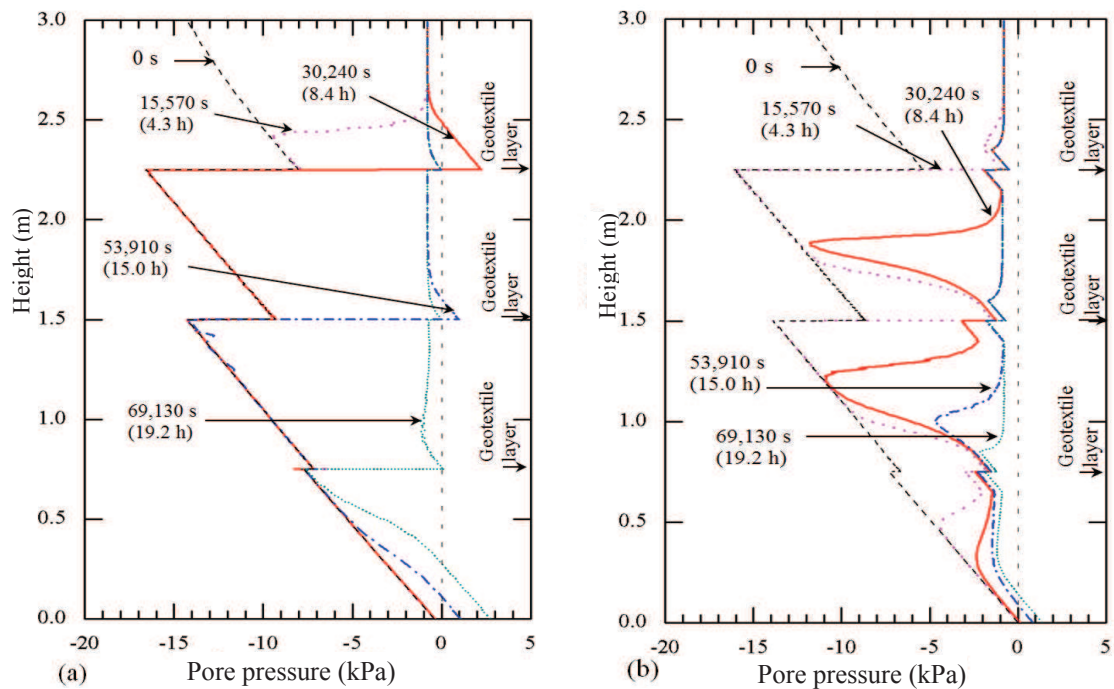 3.0
2.5
2.0
1.5
1.0
0.5
0.0
Height (m)
0 s
15,570 s
(4.3 h)
30,240 s
(8.4 h)
53,910 s
(15.0 h)
69,130 s
(19.2 h)
Geotextile
layer
Geotextile
layer
Geotextile
layer
-20 -15 -10 -5 0 5
(a) Pore pressure (kPa)
3.0
2.5
2.0
1.5
1.0
0.5
0.0
Height (m)
0 s
15,570 s
(4.3 h)
30,240 s
(8.4 h)
53,910 s
(15.0 h)
69,130 s
(19.2 h)
Geotextile
layer
Geotextile
layer
Geotextile
layer
-20 -15 -10 -5 0 5
(b) Pore pressure (kPa)